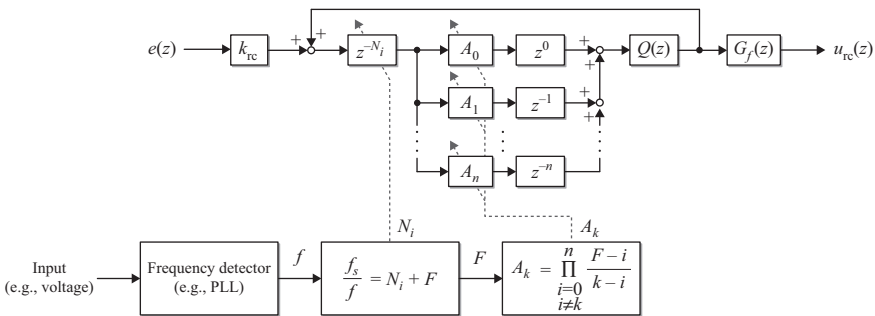 e(z) k_rc + + z^{-N_i} A_0 z^0 + + Q(z) G_f(z) u_rc(z)
A_1 z^{-1} + +
A_n z^{-n}
N_i A_k
Input
(e.g., voltage)
Frequency detector
(e.g., PLL)
f
f_s/f = N_i + F
F
A_k = ∏_{i=0, i≠k}^{n} (F – i)/(k – i)